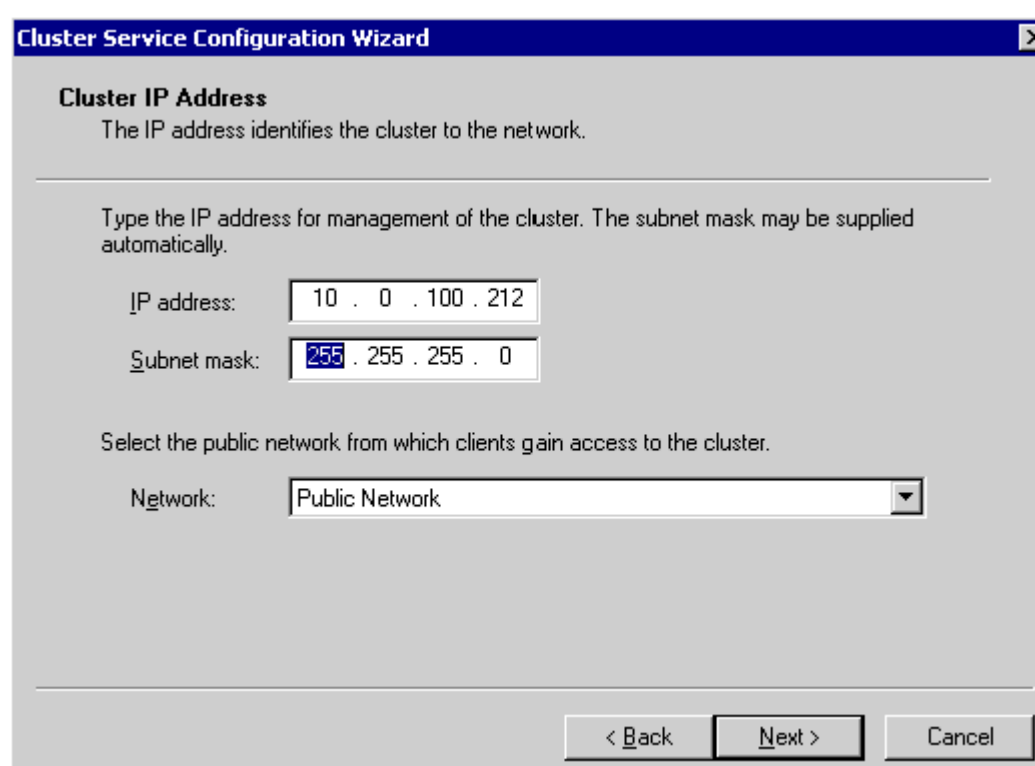 Cluster Service Configuration Wizard
Cluster IP Address
The IP address identifies the cluster to the network.
Type the IP address for management of the cluster. The subnet mask may be supplied
automatically.
IP address: 10 . 0 . 100 . 212
Subnet mask: 255 . 255 . 255 . 0
Select the public network from which clients gain access to the cluster.
Network: Public Network
< Back Next > Cancel